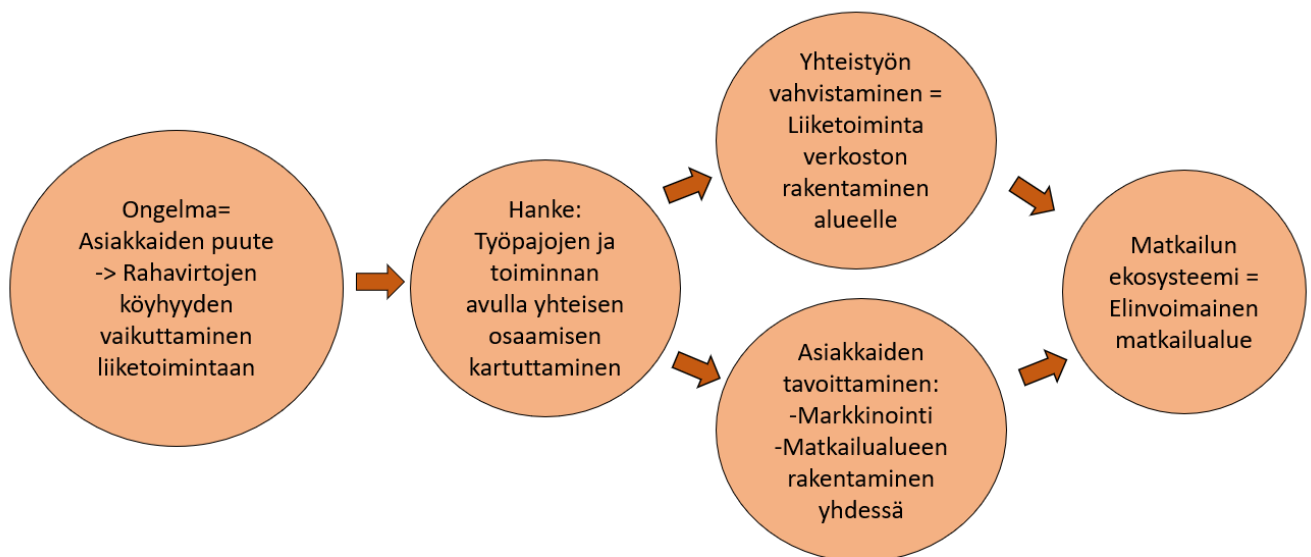 Ongelma=
Asiakkaiden puute
-> Rahavirtojen
köyhyyden
vaikuttaminen
liiketoimintaan
Hanke:
Työpajojen ja
toiminnan
avulla yhteisen
osaamisen
kartuttaminen
Yhteistyön
vahvistaminen =
Liiketoiminta
verkoston
rakentaminen
alueelle
Asiakkaiden
tavoittaminen:
-Markkinointi
-Matkailualueen
rakentaminen
yhdessä
Matkailun
ekosysteemi =
Elinvoimainen
matkailualue